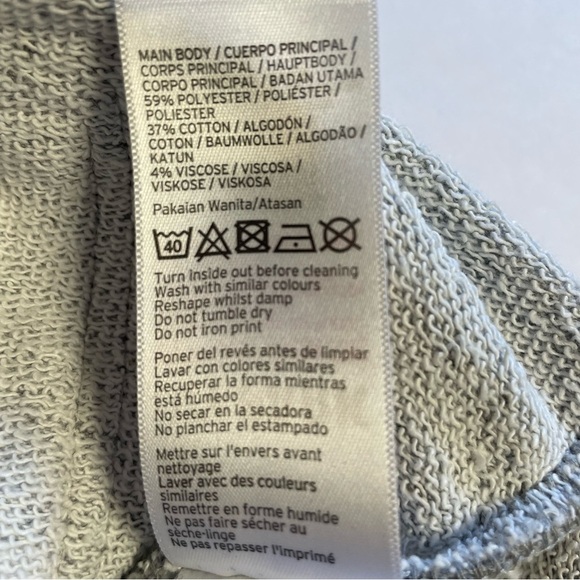 MAIN BODY / CUERPO PRINCIPAL /
CORPS PRINCIPAL / HAUPTBODY /
CORPO PRINCIPAL / BADAN UTAMA
59% POLYESTER / POLIÉSTER /
POLIESTER
37% COTTON / ALGODÓN /
COTON / BAUMWOLLE / ALGODÃO /
KATUN
4% VISCOSE / VISCOSA /
VISKOSE / VISKOSA
Pakaian Wanita/Atasan
40
Turn inside out before cleaning
Wash with similar colours
Reshape whilst damp
Do not tumble dry
Do not iron print
Poner del revés antes de limpiar
Lavar con colores similares
Recuperar la forma mientras
está húmedo
No secar en la secadora
No planchar el estampado
Mettre sur l'envers avant
nettoyage
Laver avec des couleurs
similaires
Remettre en forme humide
Ne pas faire sécher au
sèche-linge
Ne pas repasser l'imprimé